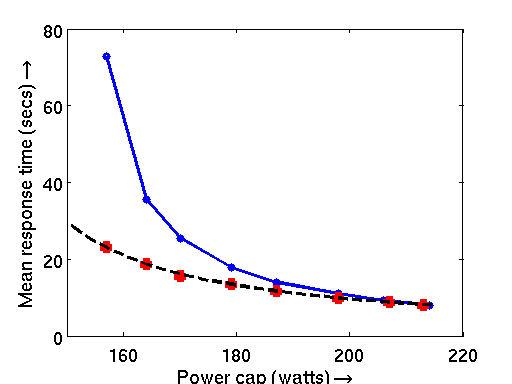 80
60
40
20
0
160 180 200 220
Mean response time (secs) →
Power cap (watts) →